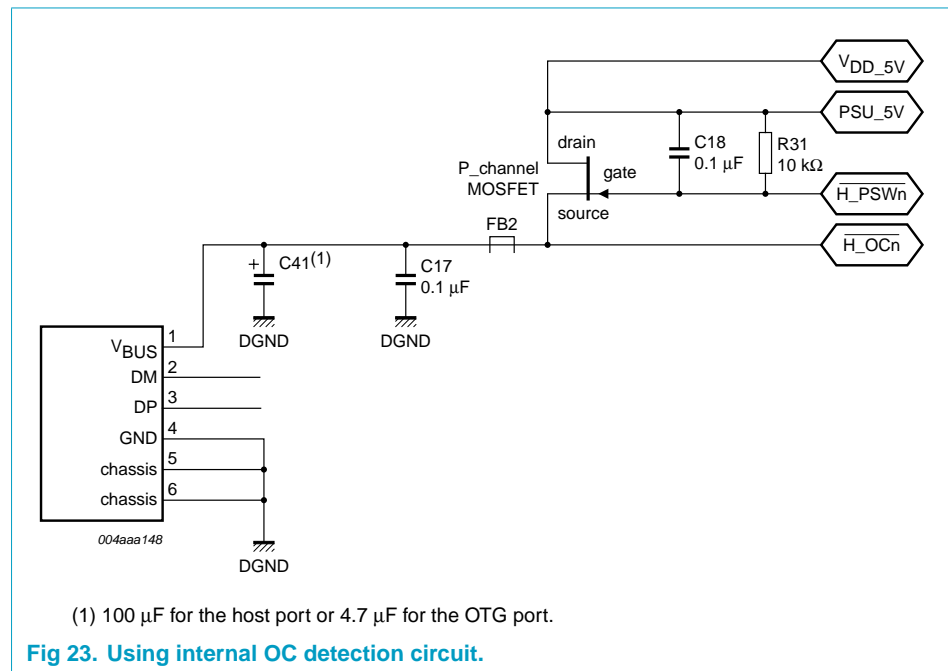 VDD_5V
PSU_5V
drain
C18
0.1 μF
R31
10 kΩ
P_channel
MOSFET
gate
H_PSWn
source
FB2
H_OCn
+
C41(1)
C17
0.1 μF
DGND
DGND
VBUS
1
DM
2
DP
3
GND
4
chassis
5
chassis
6
004aaa148
DGND
(1) 100 μF for the host port or 4.7 μF for the OTG port.
Fig 23. Using internal OC detection circuit.